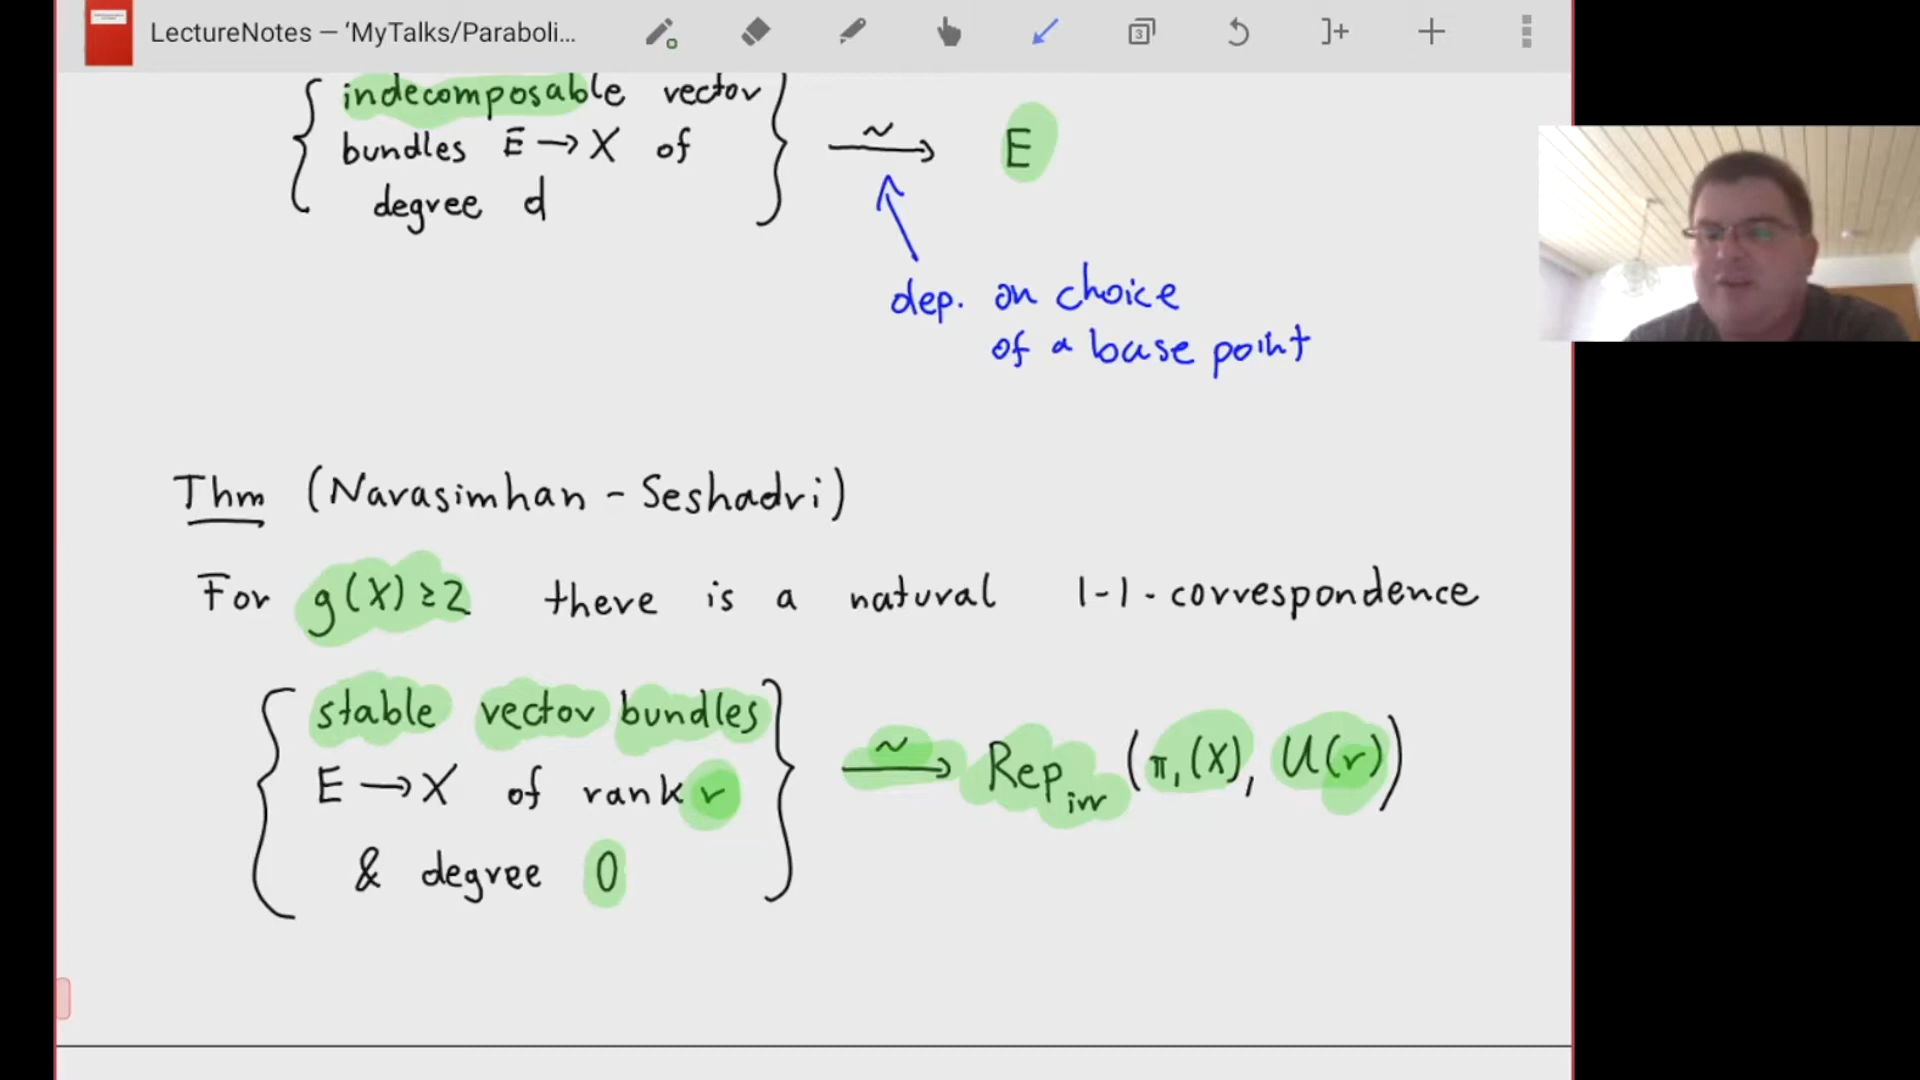 LectureNotes – ‘MyTalks/Paraboli...
3
indecomposable vector
bundles E → X of
degree d
∼
E
dep. on choice
of a base point
Thm (Narasimhan - Seshadri)
For g(X) ≥ 2 there is a natural 1-1-correspondence
{ stable vector bundles
E → X of rank r
& degree 0 } ∼→ Rep_irr (π₁(X), U(r))